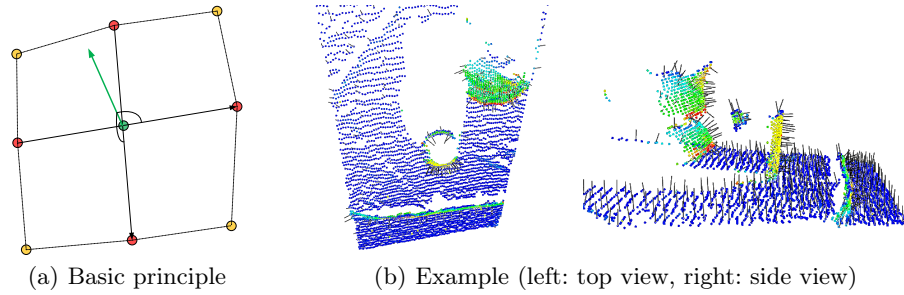 (a) Basic principle
(b) Example (left: top view, right: side view)